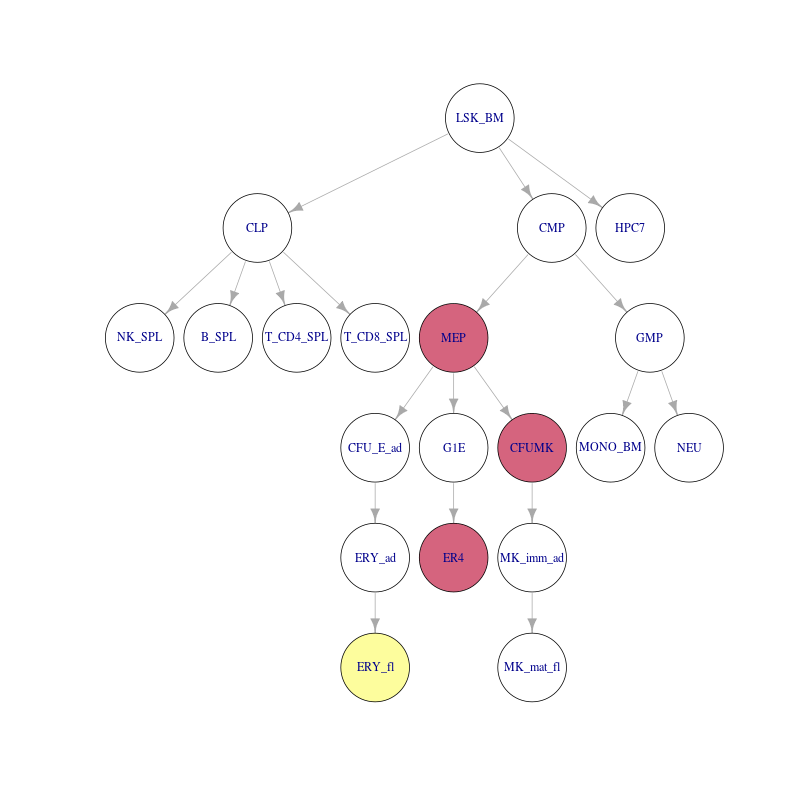 LSK_BM
CLP
CMP
HPC7
NK_SPL
B_SPL
T_CD4_SPL
T_CD8_SPL
MEP
GMP
CFU_E_ad
G1E
CFUMK
MONO_BM
NEU
ERY_ad
ER4
MK_imm_ad
ERY_fl
MK_mat_fl